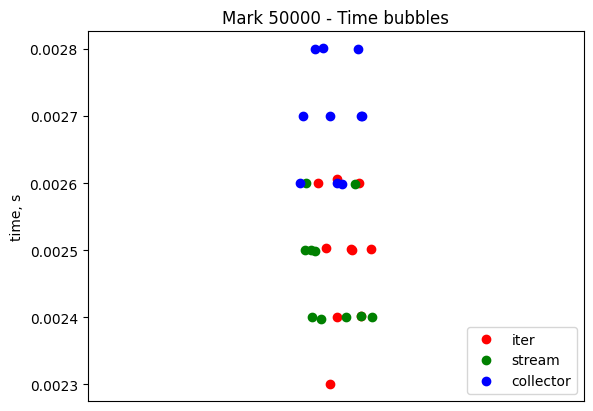 Mark 50000 - Time bubbles
0.0028
0.0027
0.0026
0.0025
0.0024
0.0023
time, s
iter
stream
collector